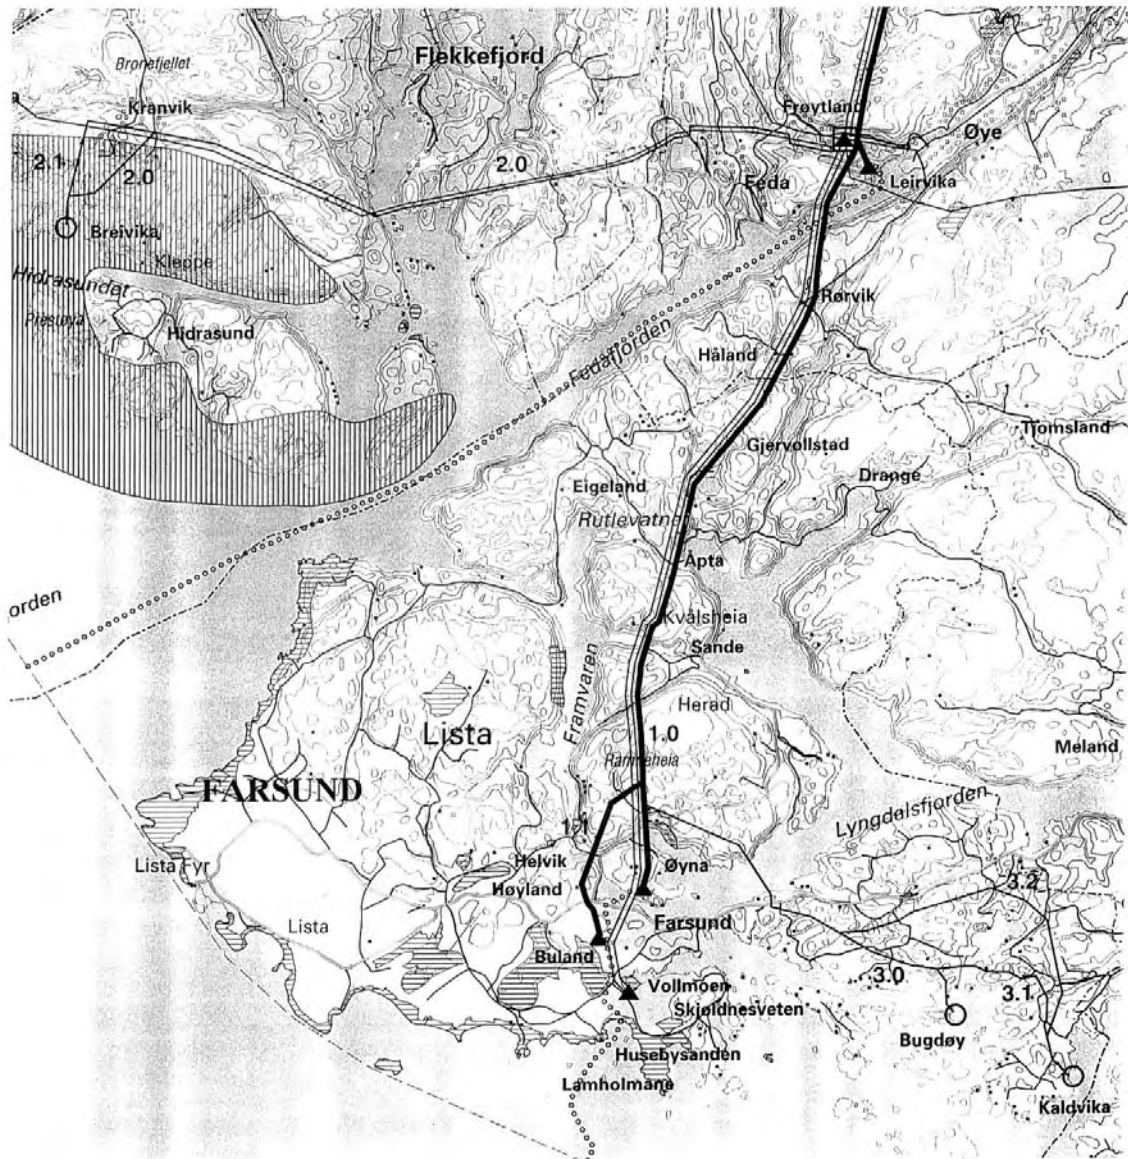 Flekkefjord
Bronefjellet
Kranvik
Frøytland
Øye
2.1
2.0
2.0
Feda
Leirvika
Breivika
Kleppe
Hidrasundet
Prestøya
Hidrasund
Rørvik
Fedafjorden
Håland
Tjomsland
Gjervollstad
Drange
Eigeland
Rutlevatne
Åpta
orden
Kvålsheia
Sande
Framvaren
Herad
Lista
1.0
Meland
FARSUND
Lyngdalsfjorden
1.1
Lista Fyr
Helvik
Øyna
Høyland
3.2
Lista
Farsund
Buland
3.0
Vollmoen
3.1
Skjøldnesveten
Bugdøy
Husebysanden
Lamholmane
Kaldvika